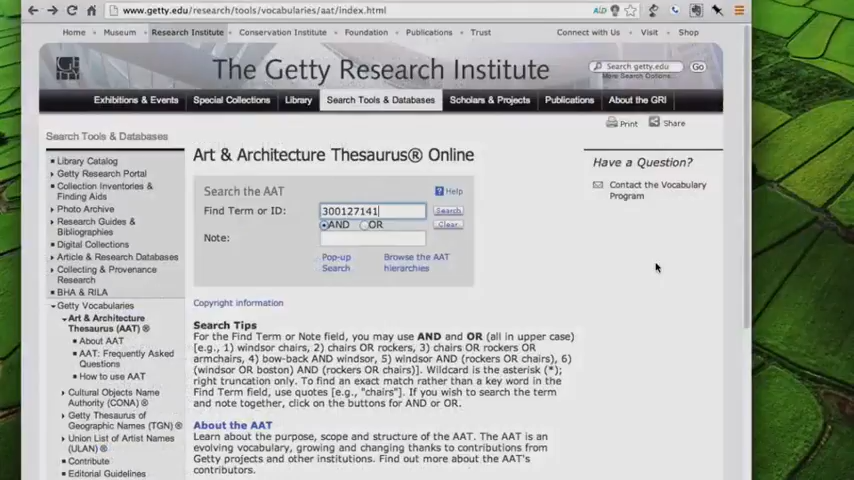 www.getty.edu/research/tools/vocabularies/aat/index.html
Home Museum Research Institute Conservation Institute Foundation Publications Trust Connect with Us Visit Shop
The Getty Research Institute
Search getty.edu Go
More Search Options
Exhibitions & Events Special Collections Library Search Tools & Databases Scholars & Projects Publications About the GRI
Print Share
Search Tools & Databases
Library Catalog
Getty Research Portal
Collection Inventories &
Finding Aids
Photo Archive
Research Guides &
Bibliographies
Digital Collections
Article & Research Databases
Collecting & Provenance
Research
BHA & RILA
Getty Vocabularies
Art & Architecture
Thesaurus (AAT) ®
About AAT
AAT: Frequently Asked
Questions
How to use AAT
Cultural Objects Name
Authority (CONA) ®
Getty Thesaurus of
Geographic Names (TGN) ®
Union List of Artist Names
(ULAN) ®
Contribute
Editorial Guidelines
Art & Architecture Thesaurus® Online
Search the AAT
? Help
Find Term or ID: 300127141 Search
AND OR Clear
Note:
Pop-up
Search
Browse the AAT
hierarchies
Copyright information
Search Tips
For the Find Term or Note field, you may use AND and OR (all in upper case)
[e.g., 1) windsor chairs, 2) chairs OR rockers, 3) chairs OR rockers OR
armchairs, 4) bow-back AND windsor, 5) windsor AND (rockers OR chairs), 6)
(windsor OR boston) AND (rockers OR chairs)]. Wildcard is the asterisk (*);
right truncation only. To find an exact match rather than a key word in the
Find Term field, use quotes [e.g., "chairs"]. If you wish to search the term
and note together, click on the buttons for AND or OR.
About the AAT
Learn about the purpose, scope and structure of the AAT. The AAT is an
evolving vocabulary, growing and changing thanks to contributions from
Getty projects and other institutions. Find out more about the AAT's
contributors.
Have a Question?
Contact the Vocabulary
Program